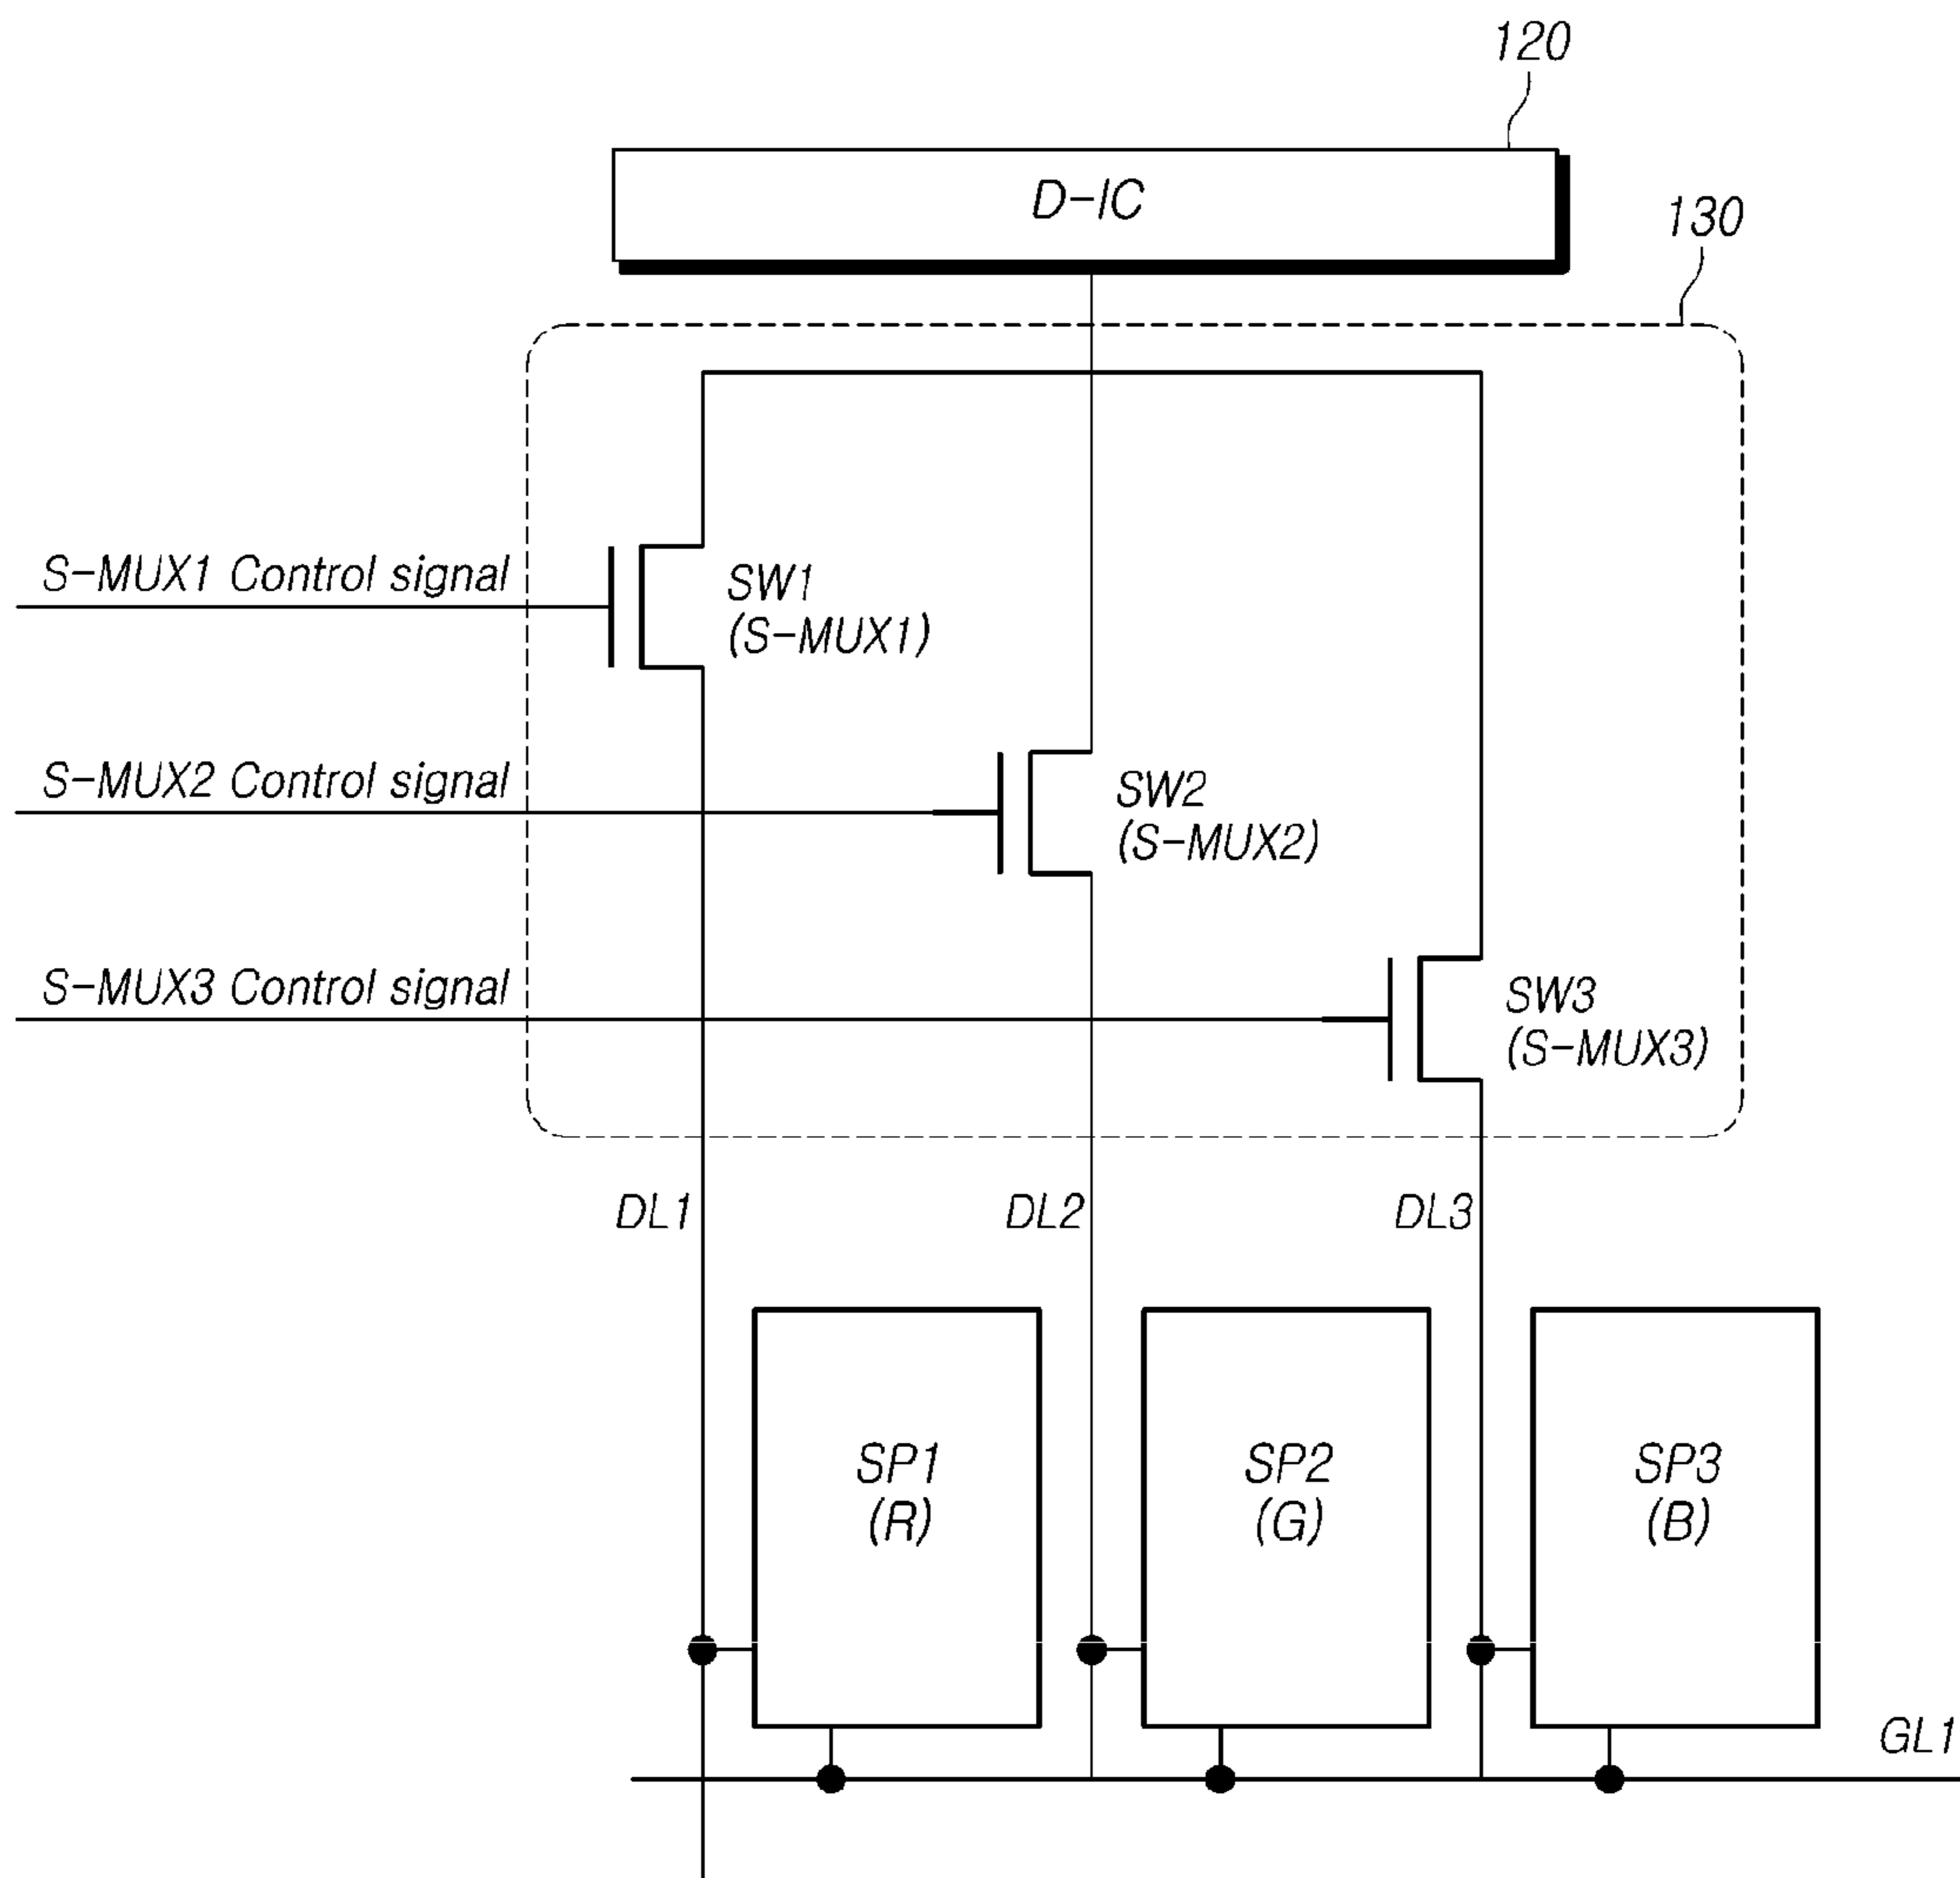 120
D-IC
130
S-MUX1 Control signal
SW1
(S-MUX1)
S-MUX2 Control signal
SW2
(S-MUX2)
S-MUX3 Control signal
SW3
(S-MUX3)
DL1
DL2
DL3
SP1
(R)
SP2
(G)
SP3
(B)
GL1